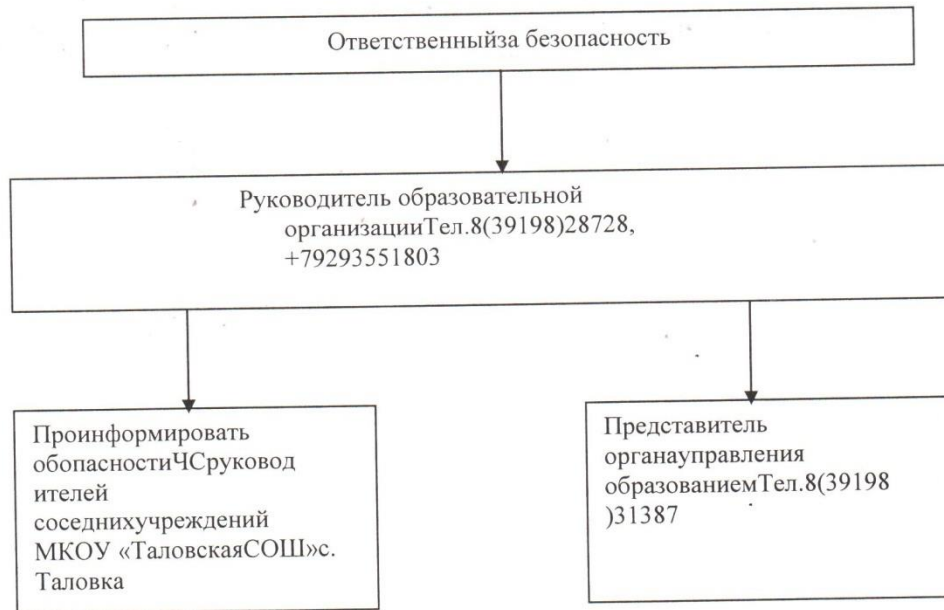 Ответственныйза безопасность
Руководитель образовательной
организацииТел.8(39198)28728,
+79293551803
Проинформировать
обопасностиЧСруковод
ителей
соседнихучреждений
МКОУ «ТаловскаяСОШ»с.
Таловка
Представитель
органауправления
образованиемТел.8(39198
)31387